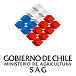 GOBIERNO DE CHILE
MINISTERIO DE AGRICULTURA
SAG